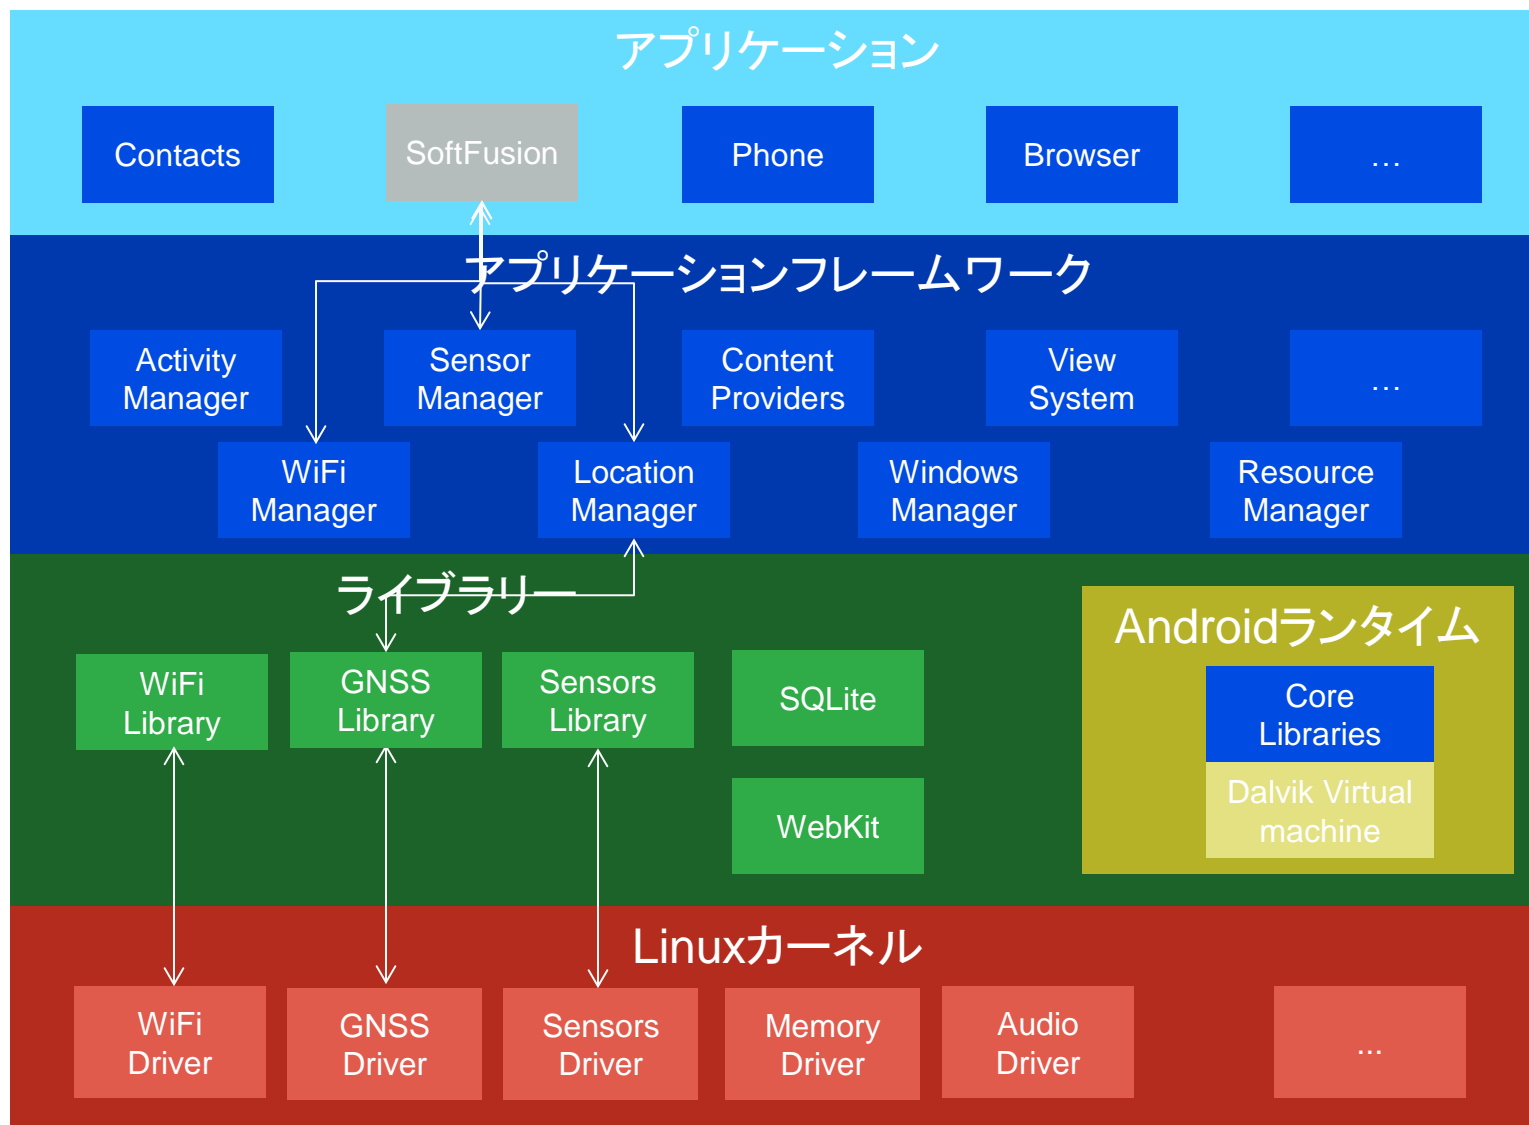 アプリケーション
Contacts
SoftFusion
Phone
Browser
...
アプリケーションフレームワーク
Activity
Manager
Sensor
Manager
Content
Providers
View
System
...
WiFi
Manager
Location
Manager
Windows
Manager
Resource
Manager
ライブラリー
Androidランタイム
WiFi
Library
GNSS
Library
Sensors
Library
SQLite
WebKit
Core
Libraries
Dalvik Virtual
machine
Linuxカーネル
WiFi
Driver
GNSS
Driver
Sensors
Driver
Memory
Driver
Audio
Driver
...